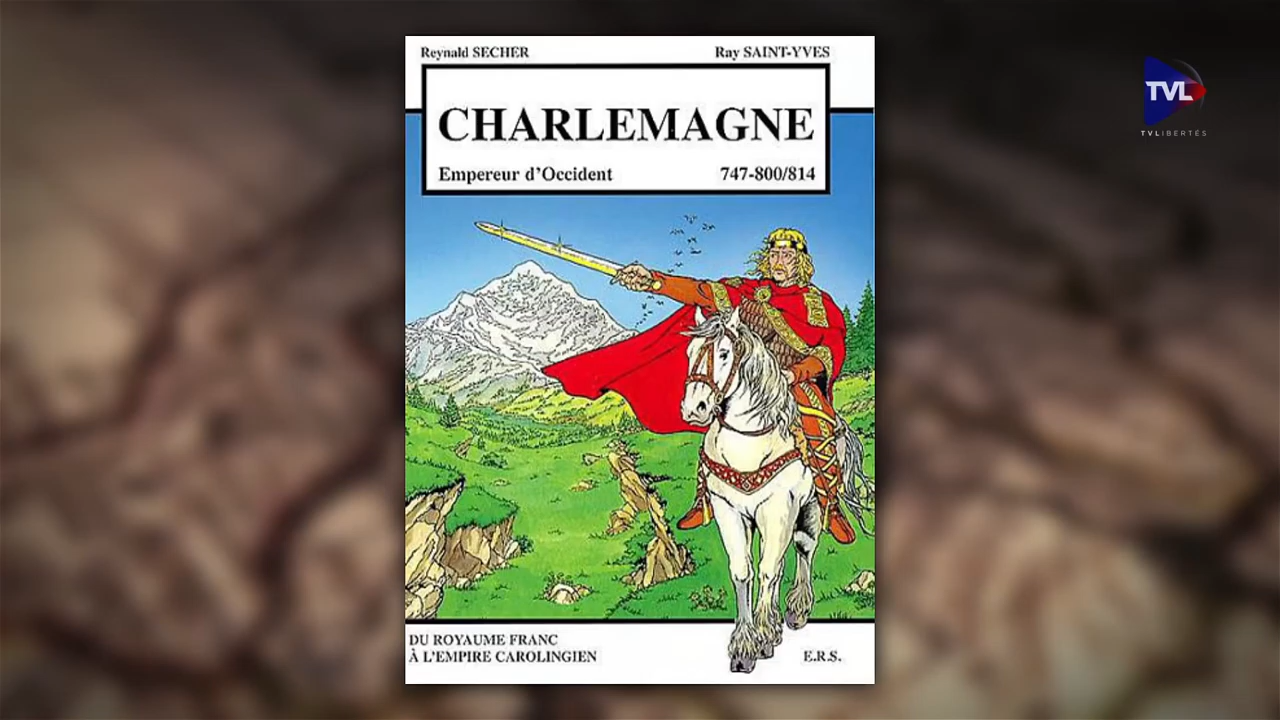 Reynald SECHER Ray SAINT-YVES
CHARLEMAGNE
Empereur d'Occident 747-800/814
DU ROYAUME FRANC
À L'EMPIRE CAROLINGIEN
E.R.S.
TVL
TVLIBERTÉS